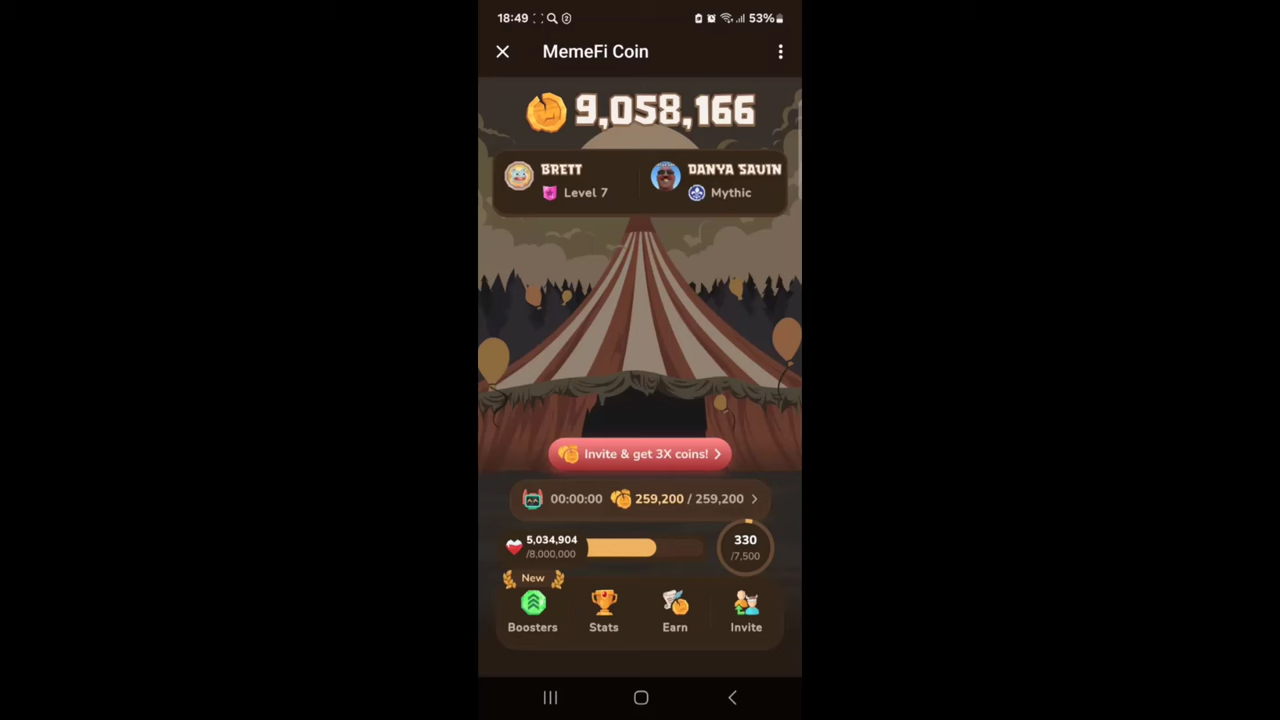 18:49 53%
MemeFi Coin
9,058,166
BRETT
Level 7
DANYA SAVIN
Mythic
Invite & get 3X coins!
00:00:00 259,200 / 259,200
5,034,904
/8,000,000
330
/7,500
New
Boosters Stats Earn Invite